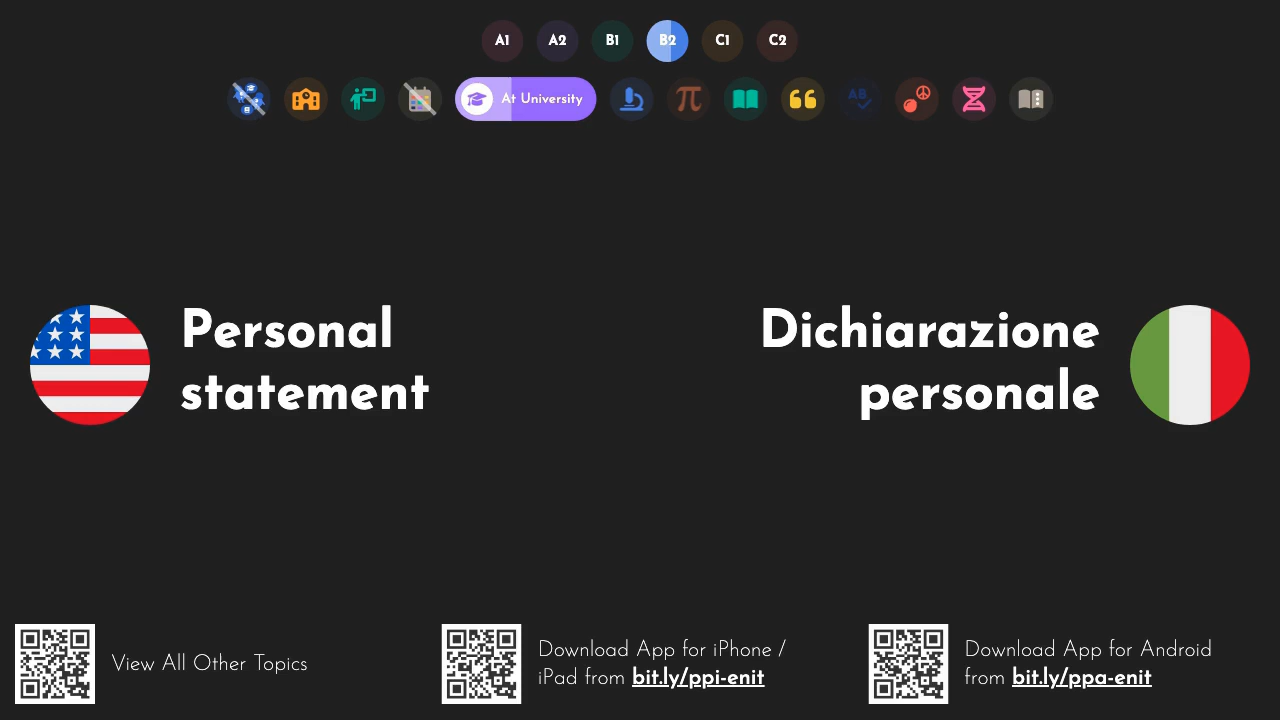 A1 A2 B1 B2 C1 C2
At University
Personal
statement
Dichiarazione
personale
View All Other Topics
Download App for iPhone /
iPad from bit.ly/ppi-enit
Download App for Android
from bit.ly/ppa-enit